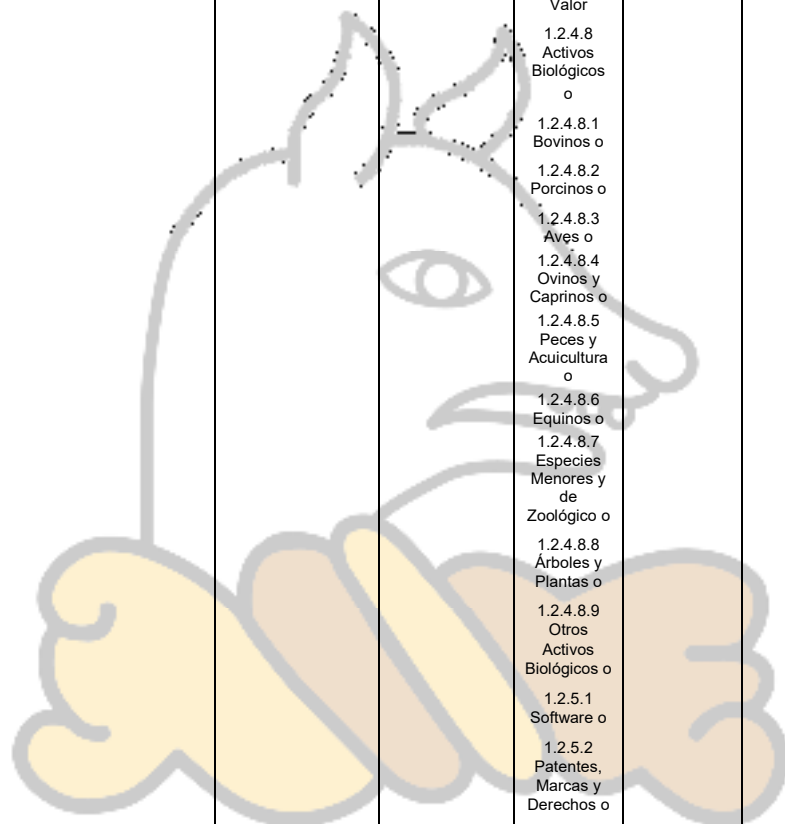 Valor
1.2.4.8
Activos
Biológicos
o
1.2.4.8.1
Bovinos o
1.2.4.8.2
Porcinos o
1.2.4.8.3
Aves o
1.2.4.8.4
Ovinos y
Caprinos o
1.2.4.8.5
Peces y
Acuicultura
o
1.2.4.8.6
Equinos o
1.2.4.8.7
Especies
Menores y
de
Zoológico o
1.2.4.8.8
Árboles y
Plantas o
1.2.4.8.9
Otros
Activos
Biológicos o
1.2.5.1
Software o
1.2.5.2
Patentes,
Marcas y
Derechos o